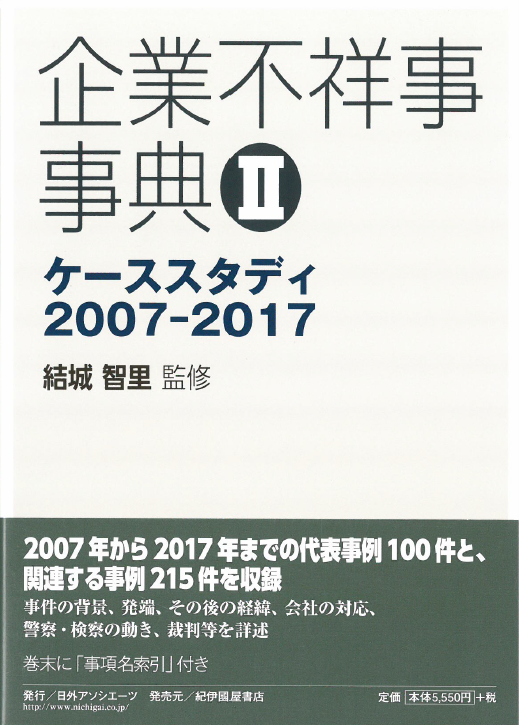 企業不祥事
事典Ⅱ
ケーススタディ
2007-2017
結城 智里 監修
2007年から2017年までの代表事例100件と、
関連する事例215件を収録
事件の背景、発端、その後の経緯、会社の対応、
警察・検察の動き、裁判等を詳述
巻末に「事項名索引」付き
発行／日外アソシエーツ 発売元／紀伊國屋書店 定価 本体5,550円+税
http://www.nichigai.co.jp/